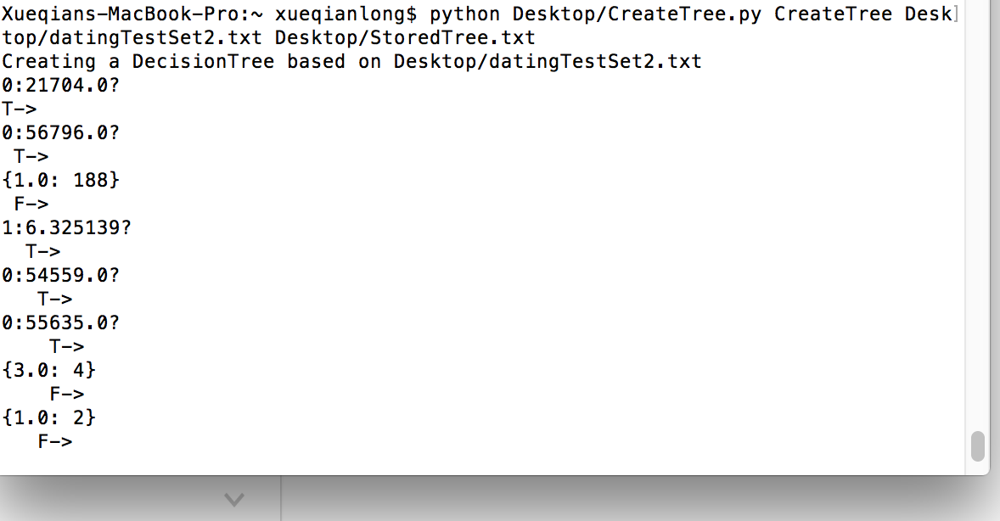 Xueqians-MacBook-Pro:~ xueqianlong$ python Desktop/CreateTree.py CreateTree Desk]
top/datingTestSet2.txt Desktop/StoredTree.txt
Creating a DecisionTree based on Desktop/datingTestSet2.txt
0:21704.0?
T->
0:56796.0?
 T->
{1.0: 188}
 F->
1:6.325139?
  T->
0:54559.0?
   T->
0:55635.0?
    T->
{3.0: 4}
    F->
{1.0: 2}
   F->